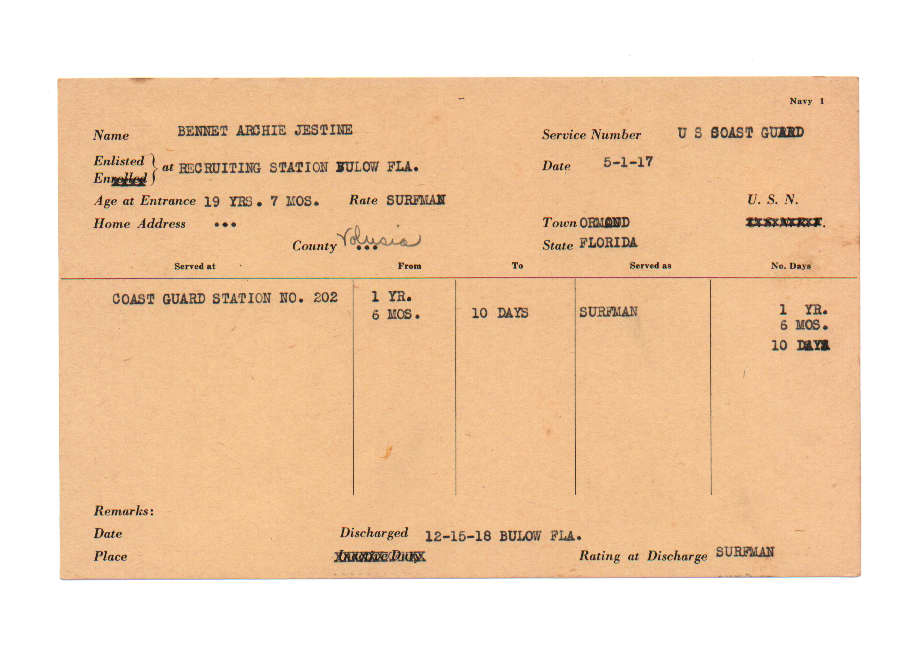 Navy 1
Name BENNET ARCHIE JESTINE Service Number U S COAST GUARD
Enlisted
Enrolled } at RECRUITING STATION BULOW FLA. Date 5-1-17
Age at Entrance 19 YRS. 7 MOS. Rate SURFMAN U. S. N.
Home Address ... Town ORMOND
County Volusia ... State FLORIDA
Served at From To Served as No. Days
COAST GUARD STATION NO. 202 1 YR. 1 YR.
6 MOS. 10 DAYS SURFMAN 6 MOS.
10 DAYS
Remarks:
Date Discharged 12-15-18 BULOW FLA.
Place Inactive Duty Rating at Discharge SURFMAN